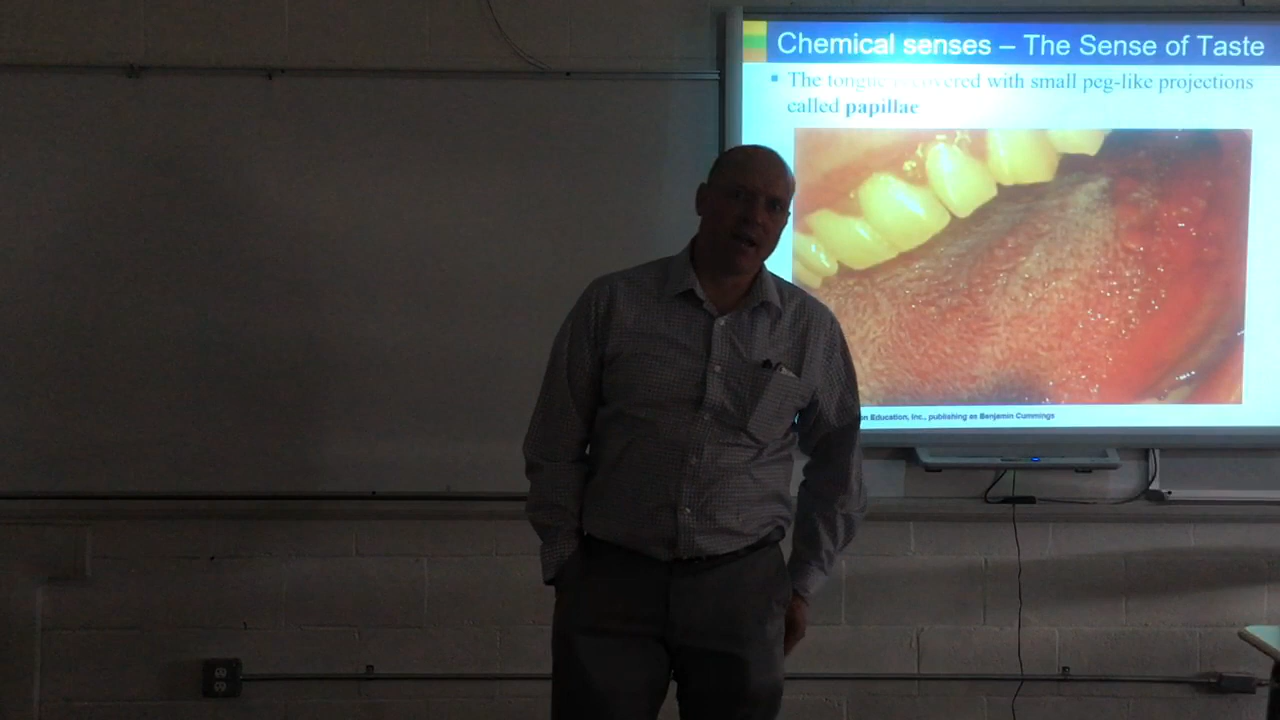 Chemical senses – The Sense of Taste
The tongue is covered with small peg-like projections
called papillae
Education, Inc., publishing as Benjamin Cummings